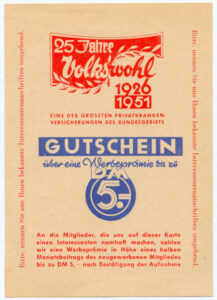 25 Jahre
Volkswohl
1926
1951
EINE DER GRÖSSTEN PRIVATKRANKEN-
VERSICHERUNGEN DES BUNDESGEBIETS
GUTSCHEIN
über eine Werbeprämie bis zu
DM
5.-
An die Mitglieder, die uns auf dieser Karte
einen Interessenten namhaft machen, zahlen
wir eine Werbeprämie in Höhe eines halben
Monatsbeitrages des neugeworbenen Mitgliedes
bis zu DM 5,- nach Bestätigung der Aufnahme
Bitte, nennen Sie uns Ihnen bekannte Interessentenanschriften umgehend.
Bitte, nennen Sie uns Ihnen bekannte Interessentenanschriften umgehend.